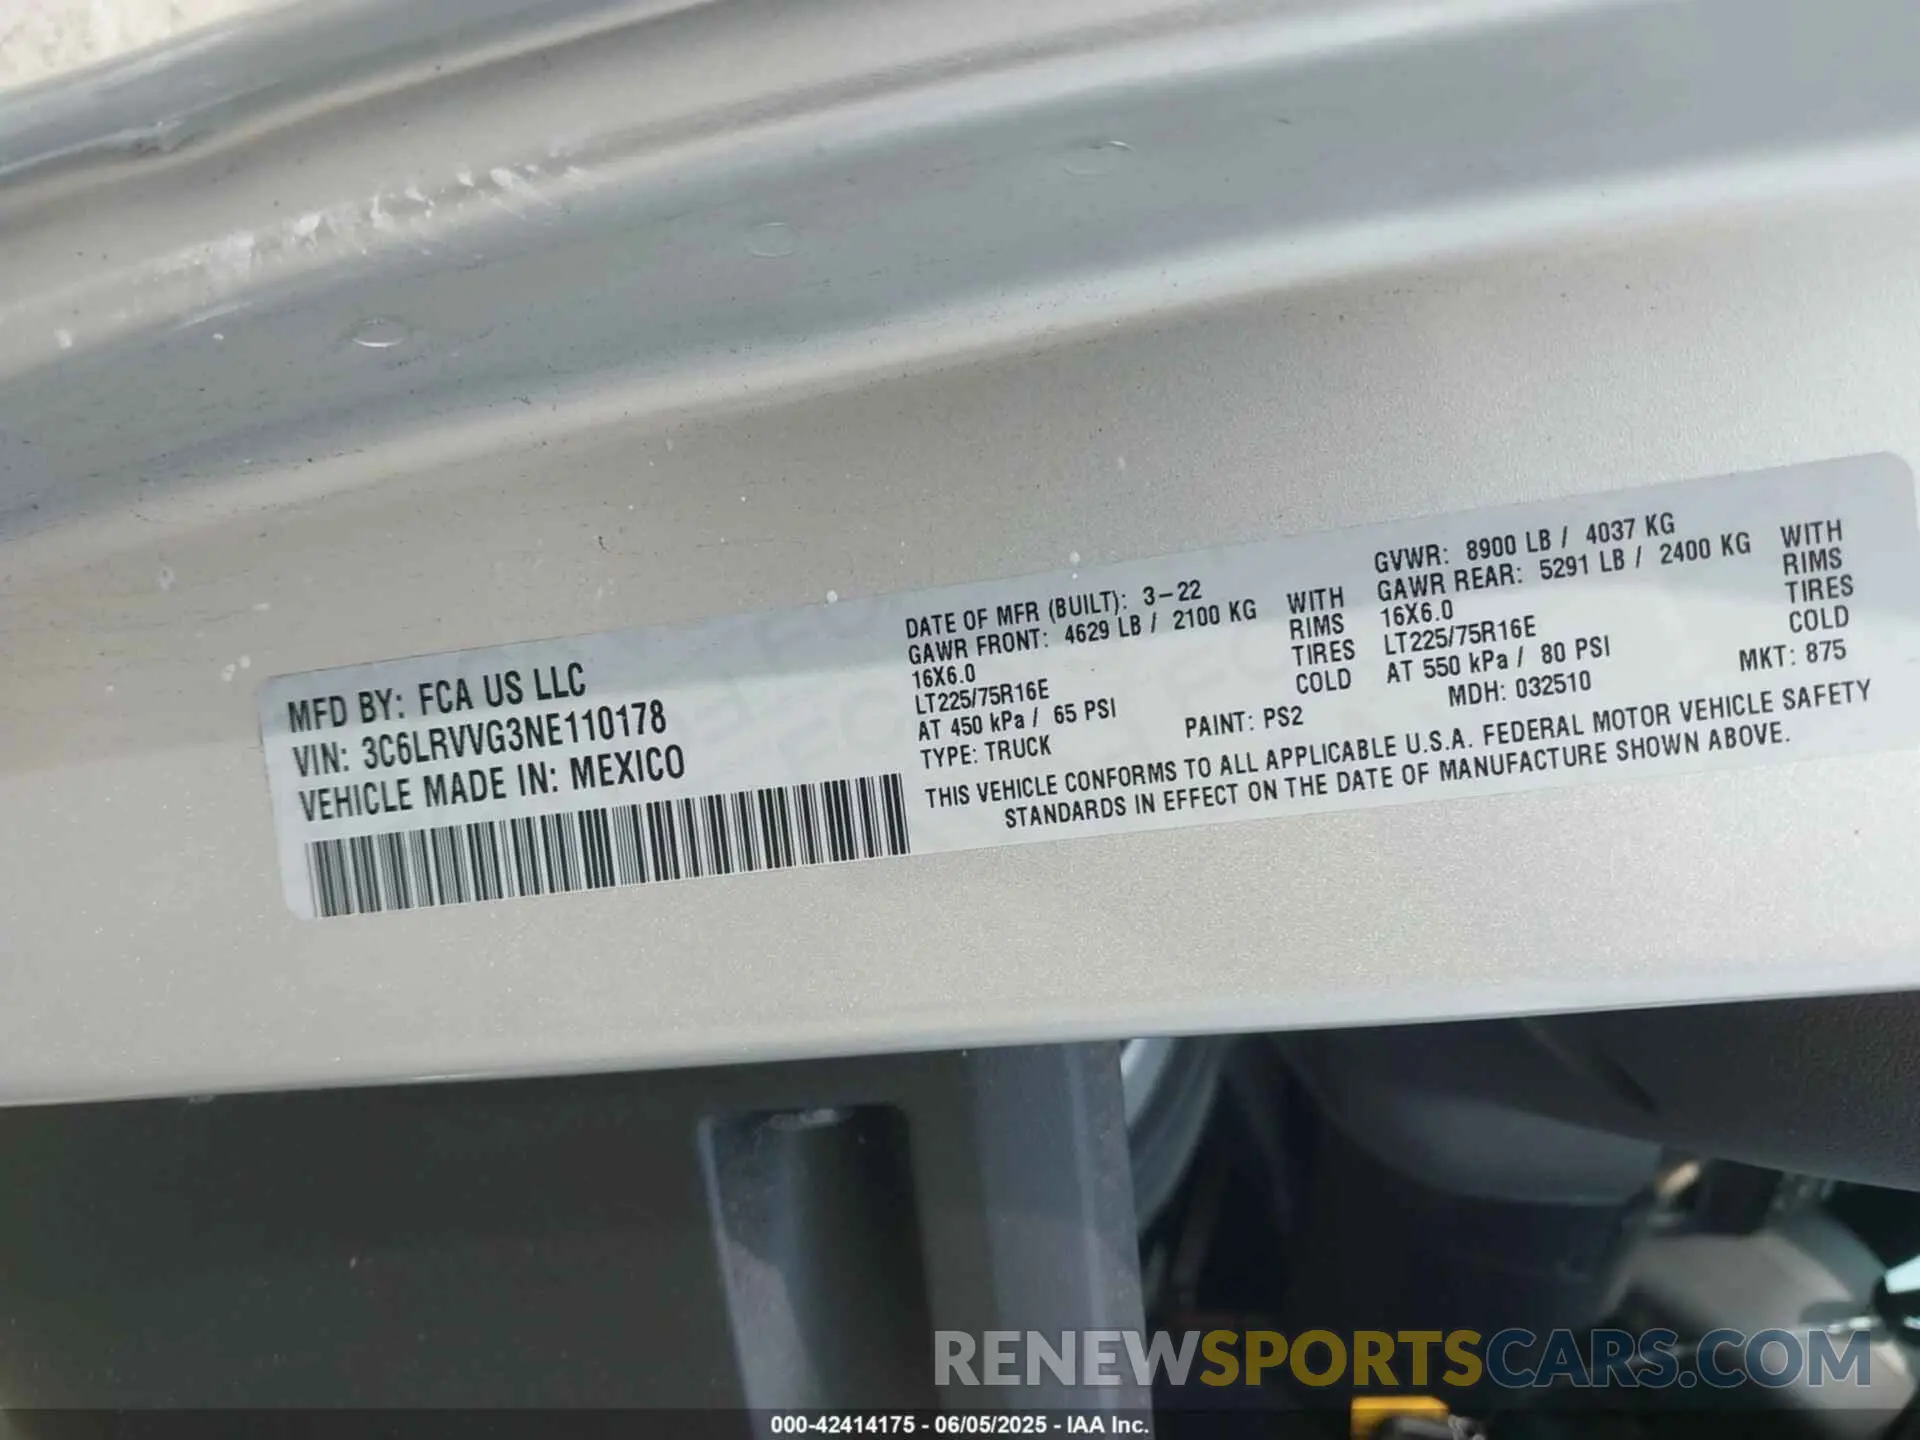 MFD BY: FCA US LLC
VIN: 3C6LRVVG3NE110178
VEHICLE MADE IN: MEXICO
DATE OF MFR (BUILT): 3-22
GAWR FRONT: 4629 LB / 2100 KG WITH
16X6.0 RIMS
LT225/75R16E TIRES
AT 450 kPa / 65 PSI COLD
TYPE: TRUCK
PAINT: PS2
GVWR: 8900 LB / 4037 KG
GAWR REAR: 5291 LB / 2400 KG WITH
16X6.0 RIMS
LT225/75R16E TIRES
AT 550 kPa / 80 PSI COLD
MDH: 032510
MKT: 875
THIS VEHICLE CONFORMS TO ALL APPLICABLE U.S.A. FEDERAL MOTOR VEHICLE SAFETY
STANDARDS IN EFFECT ON THE DATE OF MANUFACTURE SHOWN ABOVE.
RENEWSPORTSCARS.COM
000-42414175 - 06/05/2025 - IAA Inc.